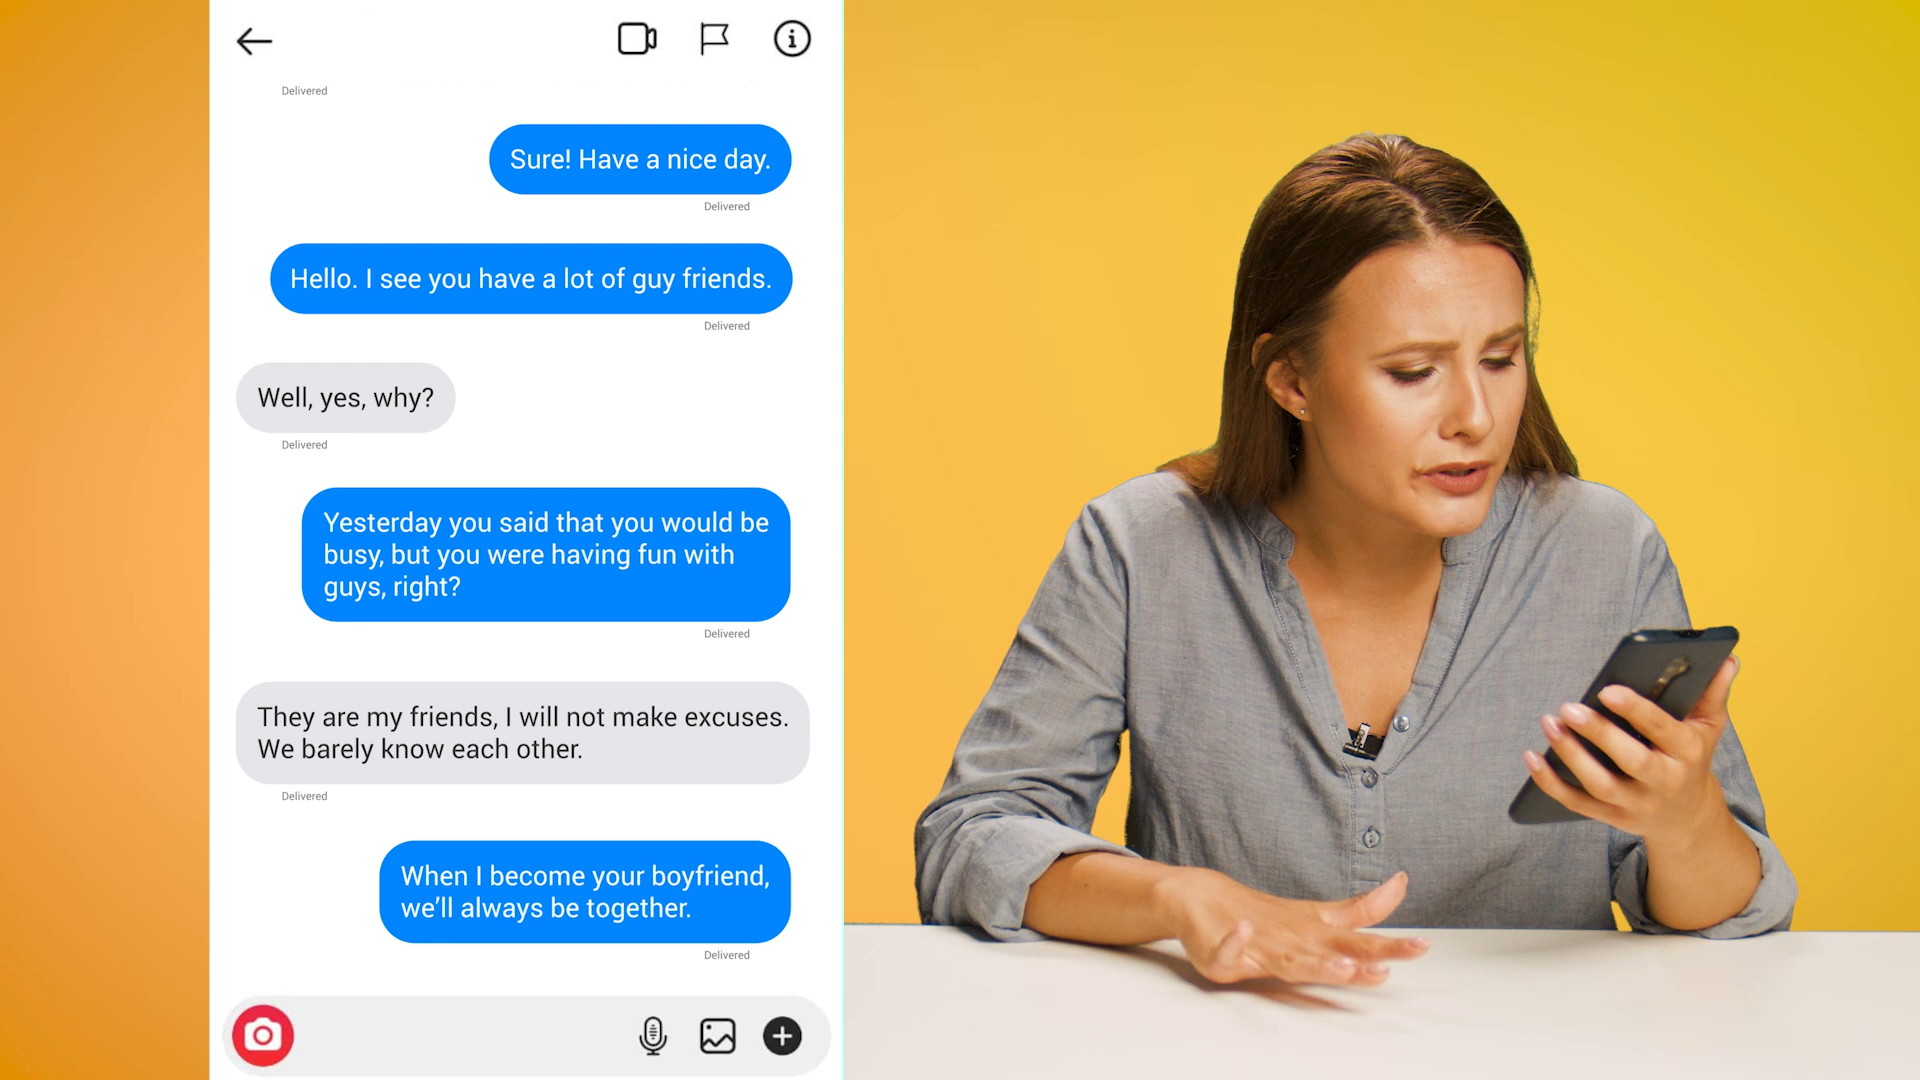 Delivered
Sure! Have a nice day.
Delivered
Hello. I see you have a lot of guy friends.
Delivered
Well, yes, why?
Delivered
Yesterday you said that you would be
busy, but you were having fun with
guys, right?
Delivered
They are my friends, I will not make excuses.
We barely know each other.
Delivered
When I become your boyfriend,
we’ll always be together.
Delivered